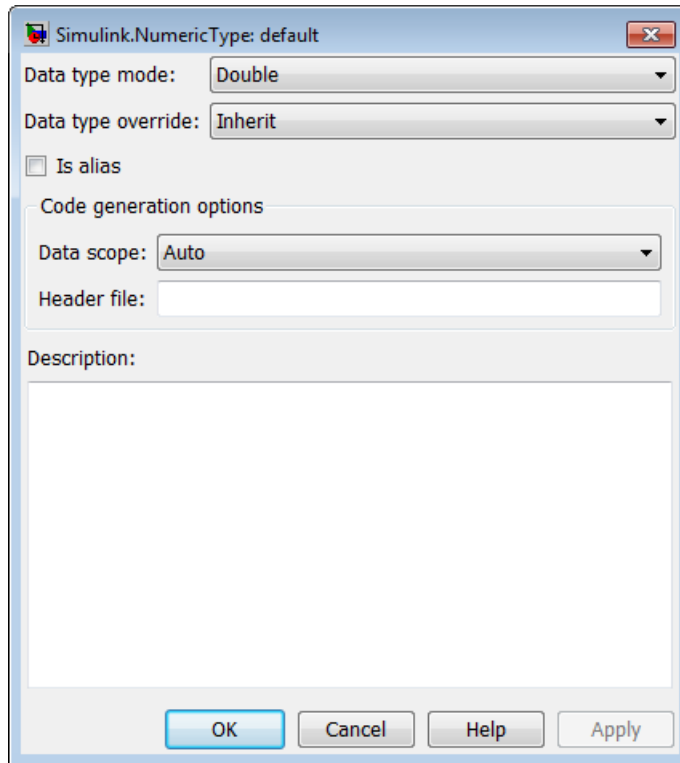 Simulink.NumericType: default
Data type mode: Double
Data type override: Inherit
Is alias
Code generation options
Data scope: Auto
Header file:
Description:
OK Cancel Help Apply